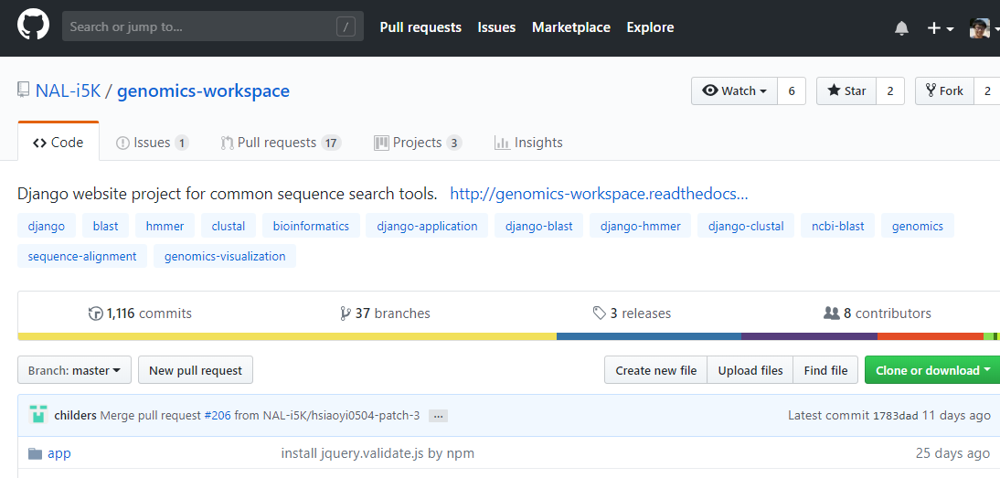 Search or jump to... / Pull requests Issues Marketplace Explore
NAL-i5K / genomics-workspace Watch 6 Star 2 Fork 2
Code Issues 1 Pull requests 17 Projects 3 Insights
Django website project for common sequence search tools. http://genomics-workspace.readthedocs...
django blast hmmer clustal bioinformatics django-application django-blast django-hmmer django-clustal ncbi-blast genomics
sequence-alignment genomics-visualization
1,116 commits 37 branches 3 releases 8 contributors
Branch: master New pull request Create new file Upload files Find file Clone or download
childers Merge pull request #206 from NAL-i5K/hsiaoyi0504-patch-3 ... Latest commit 1783dad 11 days ago
app install jquery.validate.js by npm 25 days ago